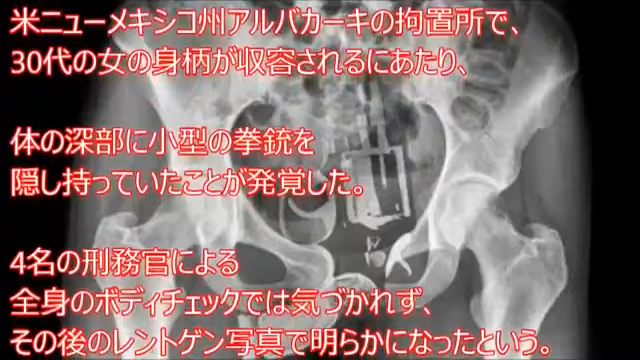 米ニューメキシコ州アルバカーキの拘置所で、
30代の女の身柄が収容されるにあたり、
体の深部に小型の拳銃を
隠し持っていたことが発覚した。
4名の刑務官による
全身のボディチェックでは気づかれず、
その後のレントゲン写真で明らかになったという。